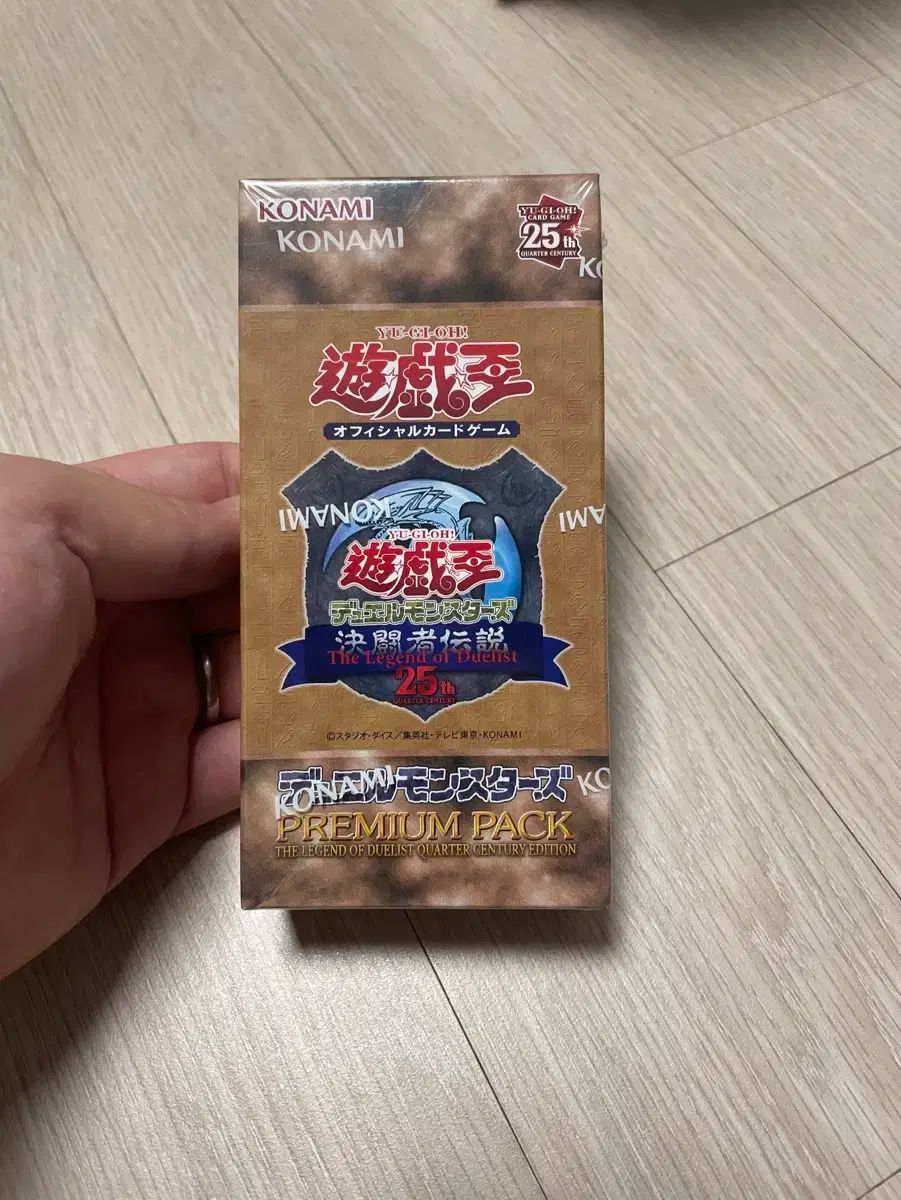 KONAMI
KONAMI
YU-GI-OH!
CARD GAME
25th
QUARTER CENTURY
KO
YU-GI-OH!
遊戯王
オフィシャルカードゲーム
KONAMI
KONAMI
YU-GI-OH!
遊戯王
デュエルモンスターズ
決闘者伝説
The Legend of Duelist
25th
QUARTER CENTURY
©スタジオ・ダイス/集英社・テレビ東京・KONAMI
デュエルモンスターズ
KONAMI
KO
PREMIUM PACK
THE LEGEND OF DUELIST QUARTER CENTURY EDITION